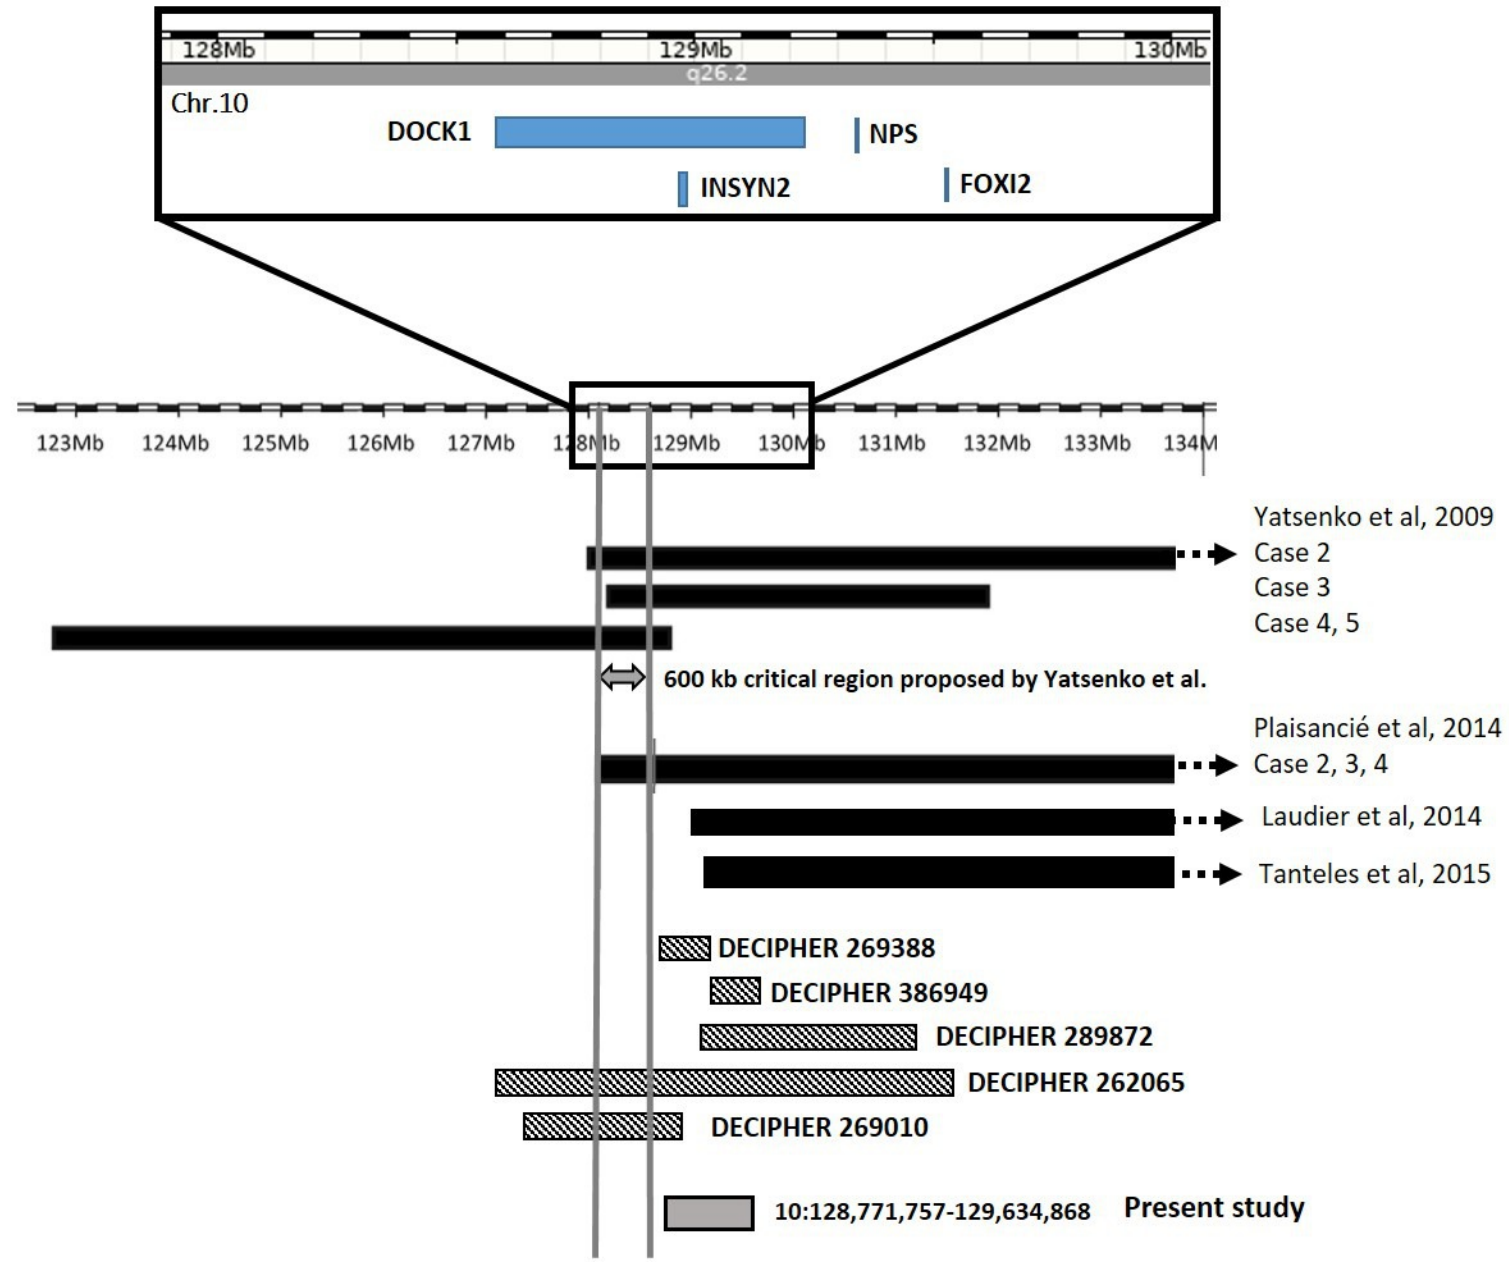 128Mb 129Mb 130Mb
q26.2
Chr.10
DOCK1
NPS
INSYN2
FOXI2
123Mb 124Mb 125Mb 126Mb 127Mb 128Mb 129Mb 130Mb 131Mb 132Mb 133Mb 134M
Yatsenko et al, 2009
Case 2
Case 3
Case 4, 5
600 kb critical region proposed by Yatsenko et al.
Plaisancié et al, 2014
Case 2, 3, 4
Laudier et al, 2014
Tanteles et al, 2015
DECIPHER 269388
DECIPHER 386949
DECIPHER 289872
DECIPHER 262065
DECIPHER 269010
10:128,771,757-129,634,868 Present study